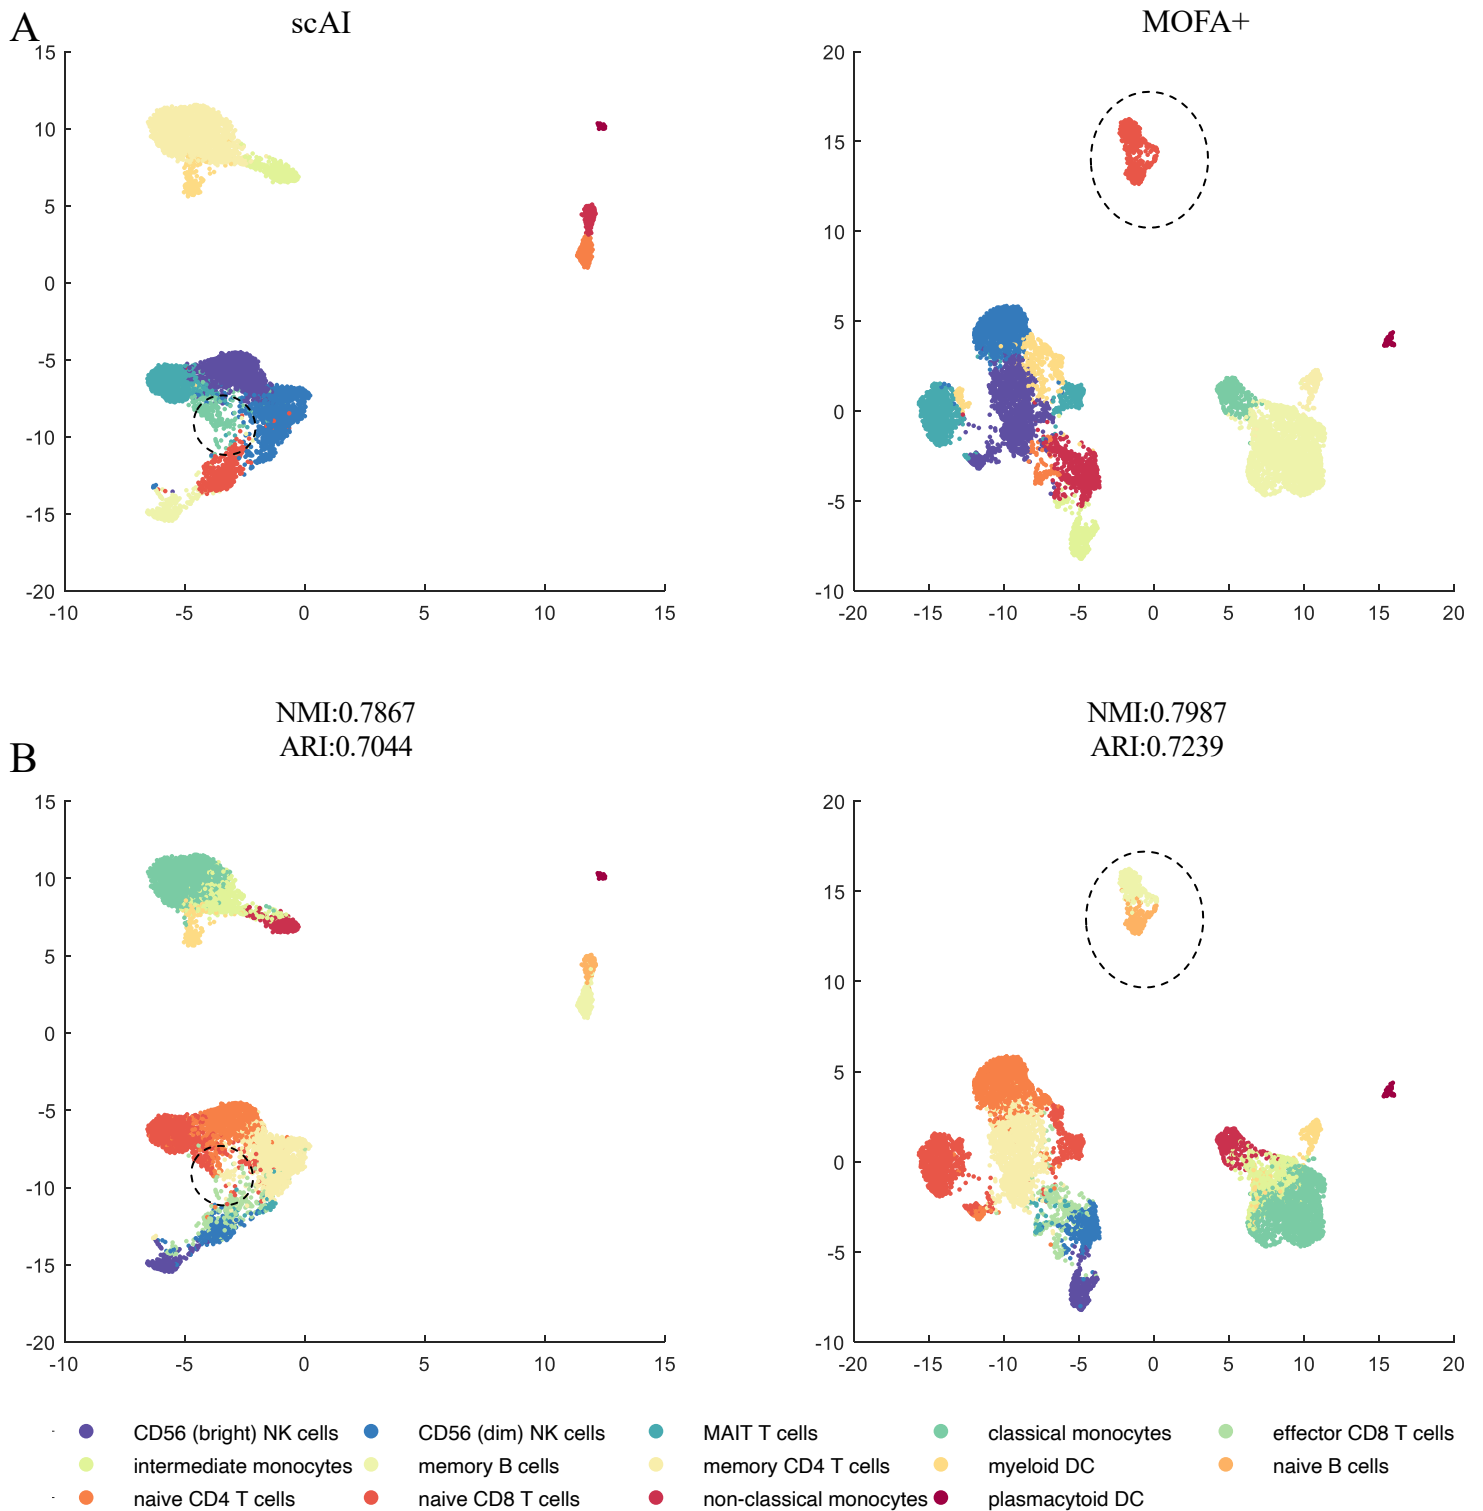 A
scAI
MOFA+
15
10
5
0
-5
-10
-15
-20
-10
-5
0
5
10
15
20
15
10
5
0
-5
-10
-20
-15
-10
-5
0
5
10
15
20
NMI:0.7867
ARI:0.7044
NMI:0.7987
ARI:0.7239
B
15
10
5
0
-5
-10
-15
-20
-10
-5
0
5
10
15
20
15
10
5
0
-5
-10
-20
-15
-10
-5
0
5
10
15
20
CD56 (bright) NK cells
CD56 (dim) NK cells
MAIT T cells
classical monocytes
effector CD8 T cells
intermediate monocytes
memory B cells
memory CD4 T cells
myeloid DC
naive B cells
naive CD4 T cells
naive CD8 T cells
non-classical monocytes
plasmacytoid DC